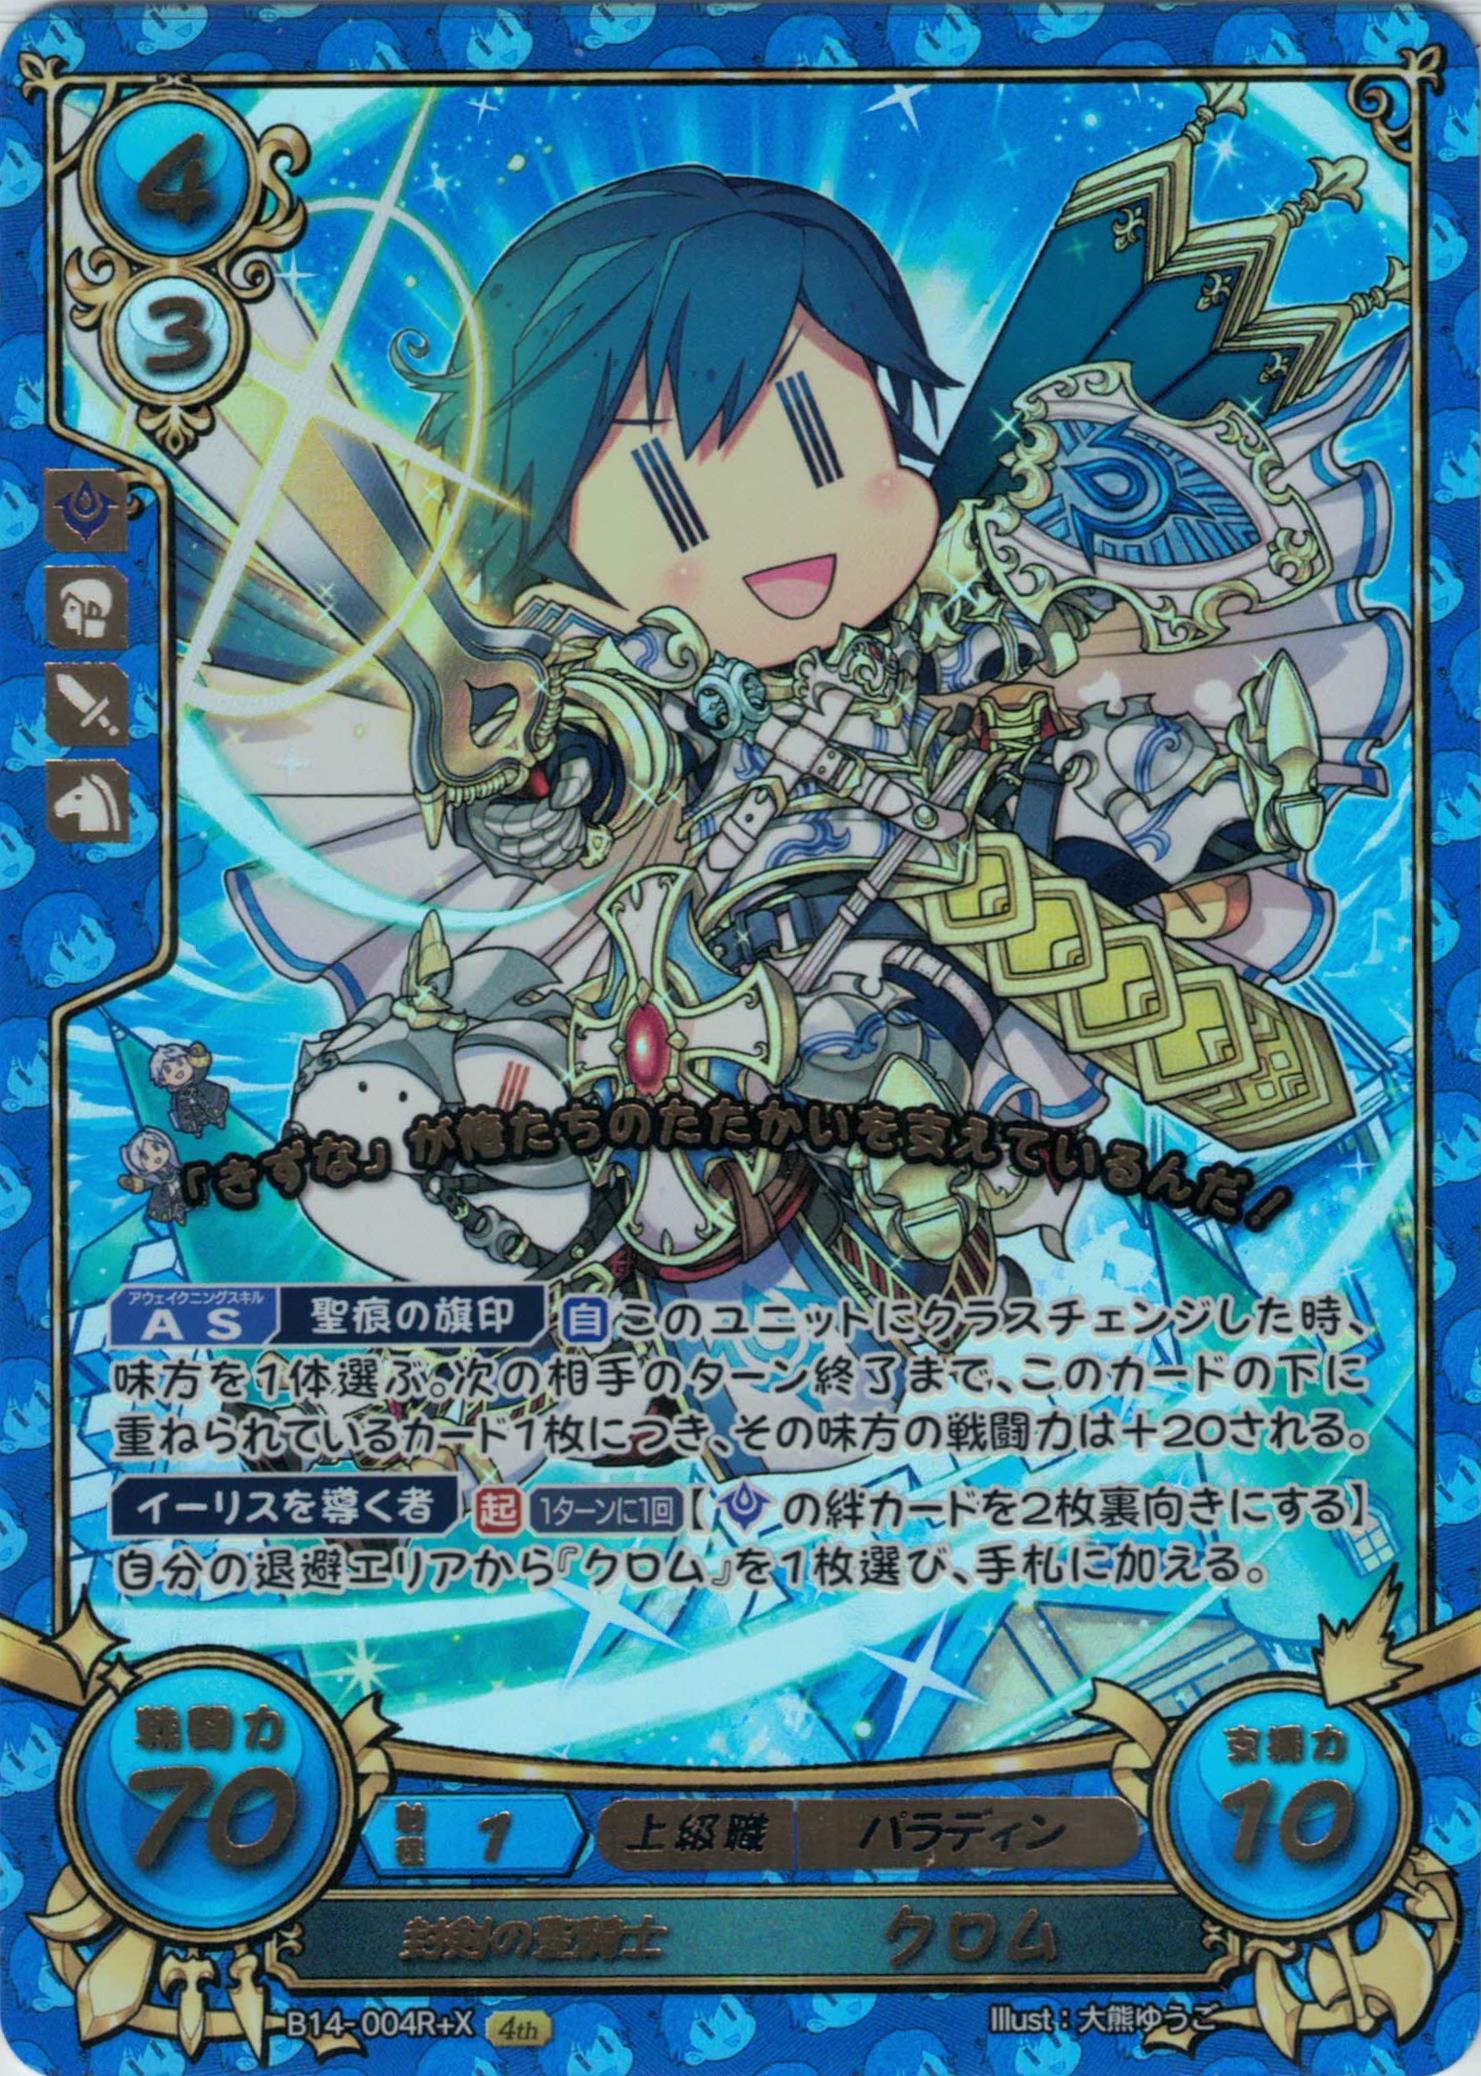 4
3
「きずな」が俺たちのたたかいを支えているんだ！
アウェイクニングスキル
AS 聖痕の旗印 自 このユニットにクラスチェンジした時、
味方を1体選ぶ。次の相手のターン終了まで、このカードの下に
重ねられているカード1枚につき、その味方の戦闘力は+20される。
イーリスを導く者 起 1ターンに1回【 の絆カードを2枚裏向きにする】
自分の退避エリアから『クロム』を1枚選び、手札に加える。
戦闘力
70
射程 1
上級職 パラディン
支援力
10
封剣の聖騎士 クロム
B14-004R+X 4th
Illust：大熊ゆうご